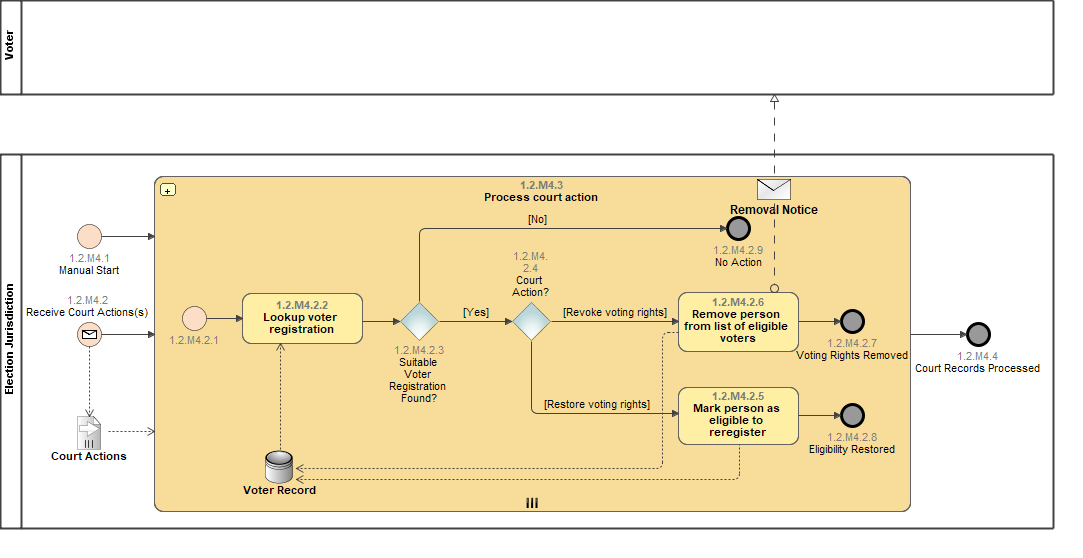 Voter
Election Jurisdiction
1.2.M4.3
Process court action
Removal Notice
[No]
1.2.M4.2.9
No Action
1.2.M4.1
Manual Start
1.2.M4.2
Receive Court Actions(s)
Court Actions
1.2.M4.2.1
1.2.M4.2.2
Lookup voter
registration
1.2.M4.2.3
Suitable
Voter
Registration
Found?
[Yes]
1.2.M4.
2.4
Court
Action?
[Revoke voting rights]
1.2.M4.2.6
Remove person
from list of eligible
voters
1.2.M4.2.7
Voting Rights Removed
[Restore voting rights]
1.2.M4.2.5
Mark person as
eligible to
reregister
1.2.M4.2.8
Eligibility Restored
Voter Record
1.2.M4.4
Court Records Processed